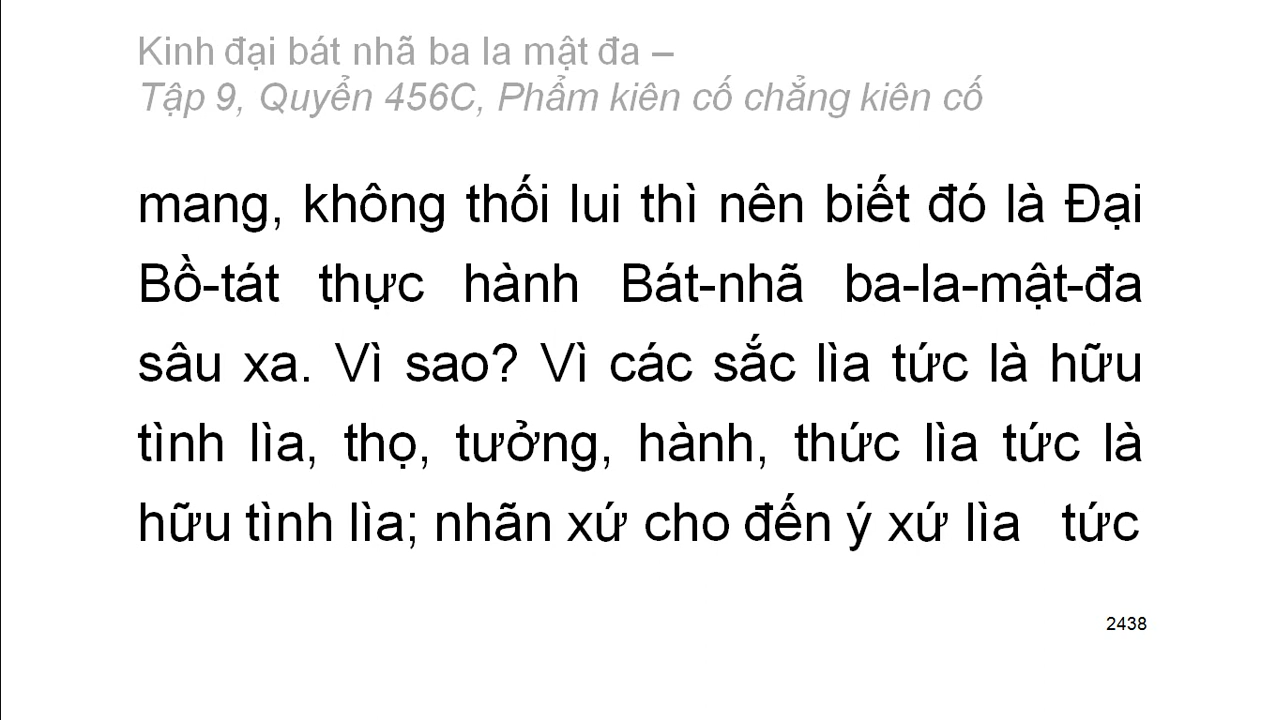 Kinh đại bát nhã ba la mật đa –
Tập 9, Quyển 456C, Phẩm kiên cố chẳng kiên cố
mang, không thối lui thì nên biết đó là Đại
Bồ-tát thực hành Bát-nhã ba-la-mật-đa
sâu xa. Vì sao? Vì các sắc lìa tức là hữu
tình lìa, thọ, tưởng, hành, thức lìa tức là
hữu tình lìa; nhãn xứ cho đến ý xứ lìa tức
2438